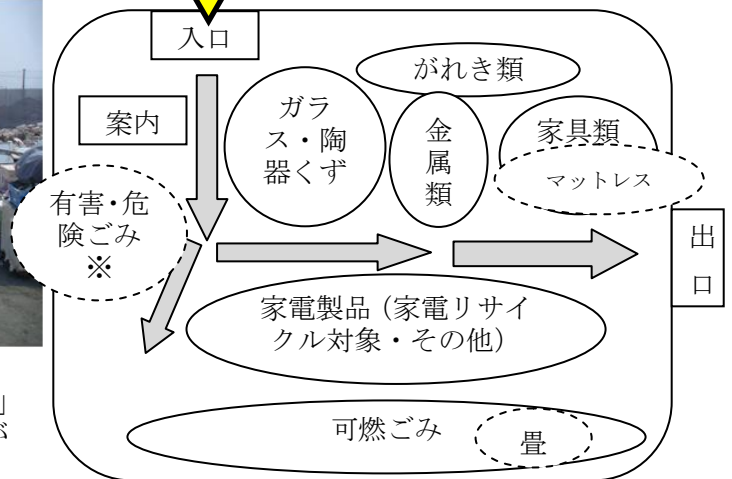 入口
がれき類
案内
ガラ
ス・陶
器くず
金
属
類
家具類
マットレス
有害・危
険ごみ
※
出
口
家電製品（家電リサイ
クル対象・その他）
可燃ごみ
畳
」
が